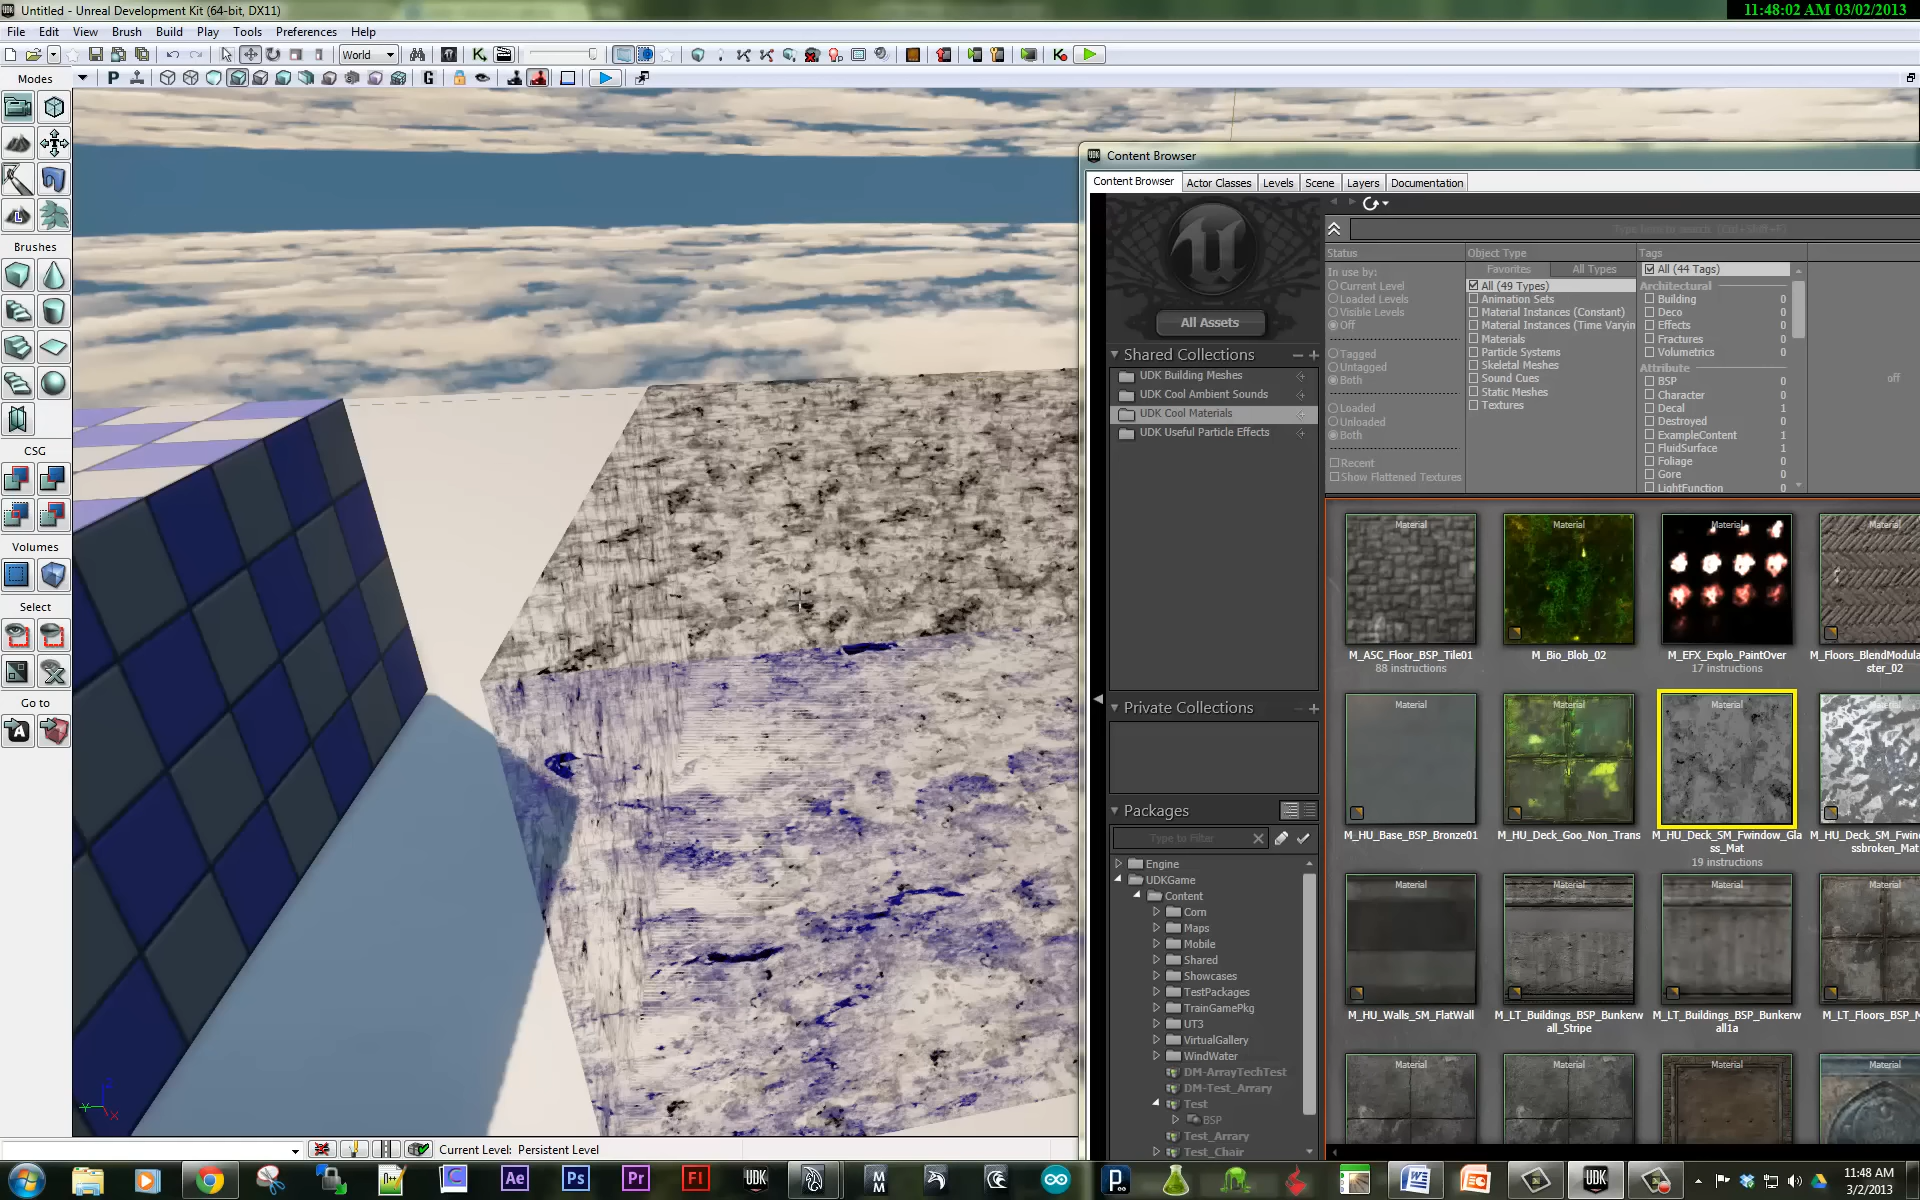 Untitled - Unreal Development Kit (64-bit, DX11)
11:48:02 AM 03/02/2013
File Edit View Brush Build Play Tools Preferences Help
World
Modes
Brushes
CSG
Volumes
Select
Go to
Content Browser
Content Browser Actor Classes Levels Scene Layers Documentation
All Assets
Shared Collections
UDK Building Meshes
UDK Cool Ambient Sounds
UDK Cool Materials
UDK Useful Particle Effects
Private Collections
Packages
Type to Filter
Engine
UDKGame
Content
Corn
Maps
Mobile
Shared
Showcases
TestPackages
TrainGamePkg
UT3
VirtualGallery
WindWater
DM-ArrayTechTest
DM-Test_Arrary
Test
BSP
Test_Arrary
Test_Chair
Type here to search (Ctrl+Shift+F)
Status
In use by:
Current Level
Loaded Levels
Visible Levels
Off
Tagged
Untagged
Both
Loaded
Unloaded
Both
Recent
Show Flattened Textures
Object Type
Favorites All Types
All (49 Types)
Animation Sets
Material Instances (Constant)
Material Instances (Time Varyin
Materials
Particle Systems
Skeletal Meshes
Sound Cues
Static Meshes
Textures
Tags
All (44 Tags)
Architectural
Building 0
Deco 0
Effects 0
Fractures 0
Volumetrics 0
Attribute
BSP 0
Character 0
Decal 1
Destroyed 0
ExampleContent 1
FluidSurface 1
Foliage 0
Gore 0
LightFunction 0
off
Material Material Material Material
M_ASC_Floor_BSP_Tile01
88 instructions
M_Bio_Blob_02
M_EFX_Explo_PaintOver
17 instructions
M_Floors_BlendModula
ster_02
Material Material Material Material
M_HU_Base_BSP_Bronze01
M_HU_Deck_Goo_Non_Trans
M_HU_Deck_SM_Fwindow_Gla
ss_Mat
19 instructions
M_HU_Deck_SM_Fwin
ssbroken_Mat
Material Material Material Material
M_HU_Walls_SM_FlatWall
M_LT_Buildings_BSP_Bunkerw
all_Stripe
M_LT_Buildings_BSP_Bunkerw
all1a
M_LT_Floors_BSP_M
Material Material Material Material
Current Level: Persistent Level
Ae Ps Pr Fl UDK M
M
UDK
11:48 AM
3/2/2013